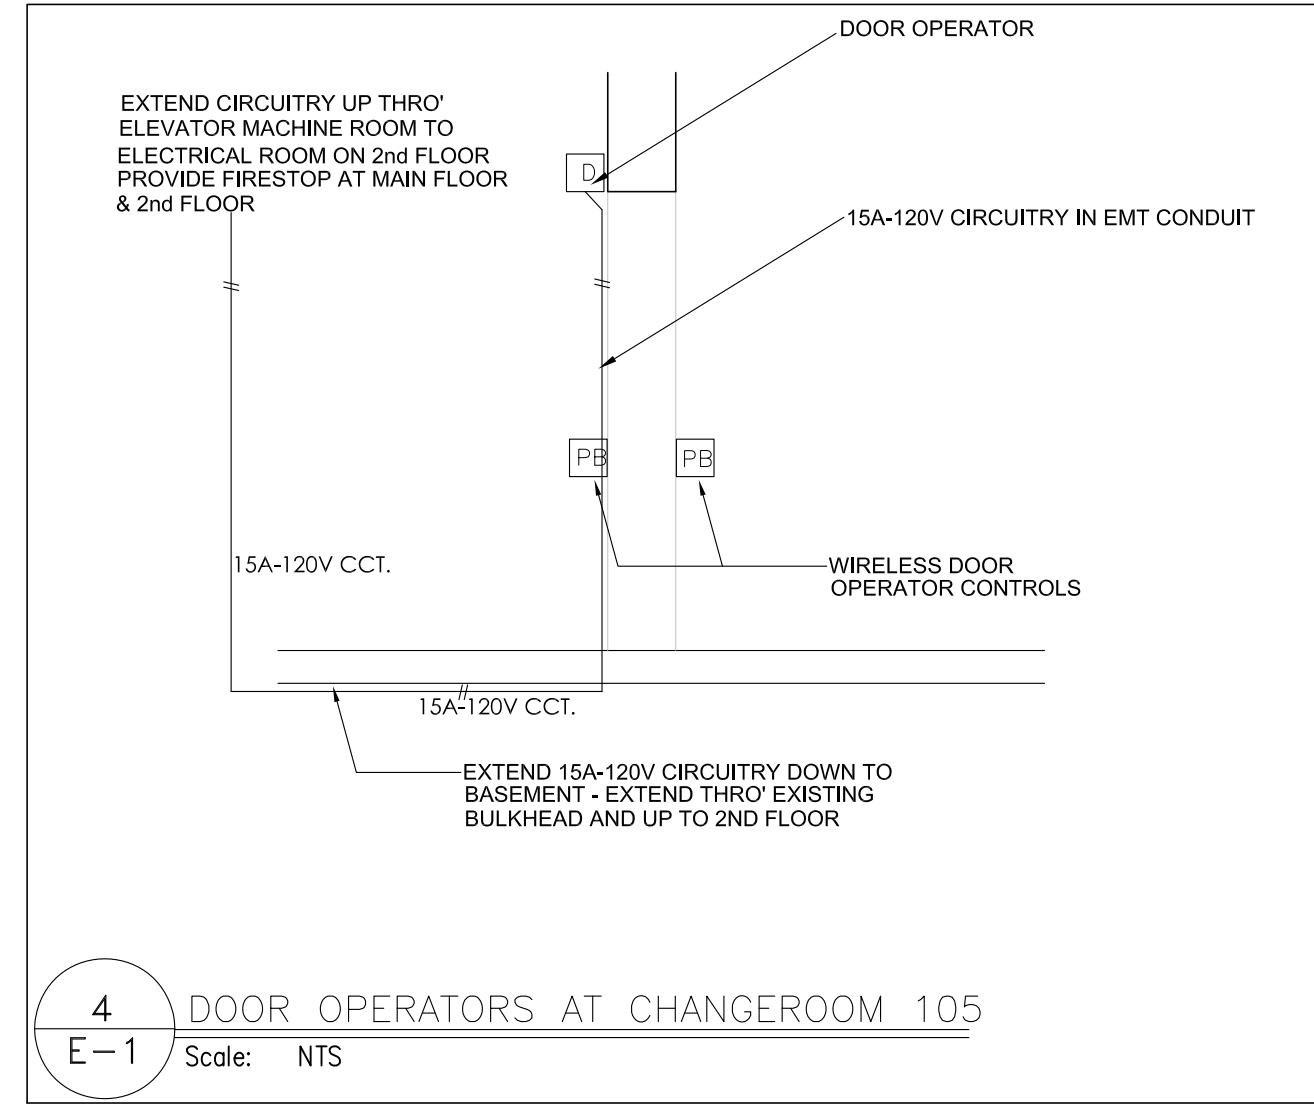 DOOR OPERATOR
EXTEND CIRCUITRY UP THRO'
ELEVATOR MACHINE ROOM TO
ELECTRICAL ROOM ON 2nd FLOOR
PROVIDE FIRESTOP AT MAIN FLOOR
& 2nd FLOOR
D
15A-120V CIRCUITRY IN EMT CONDUIT
PB
PB
15A-120V CCT.
WIRELESS DOOR
OPERATOR CONTROLS
15A-120V CCT.
EXTEND 15A-120V CIRCUITRY DOWN TO
BASEMENT - EXTEND THRO' EXISTING
BULKHEAD AND UP TO 2ND FLOOR
4
E-1
DOOR OPERATORS AT CHANGEROOM 105
Scale: NTS